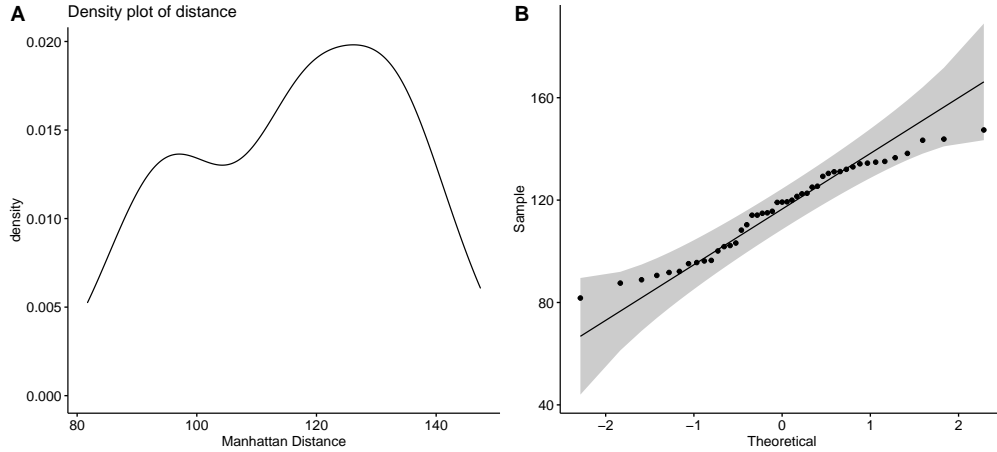 A
Density plot of distance
density
0.020
0.015
0.010
0.005
0.000
80 100 120 140
Manhattan Distance
B
Sample
160
120
80
40
−2 −1 0 1 2
Theoretical